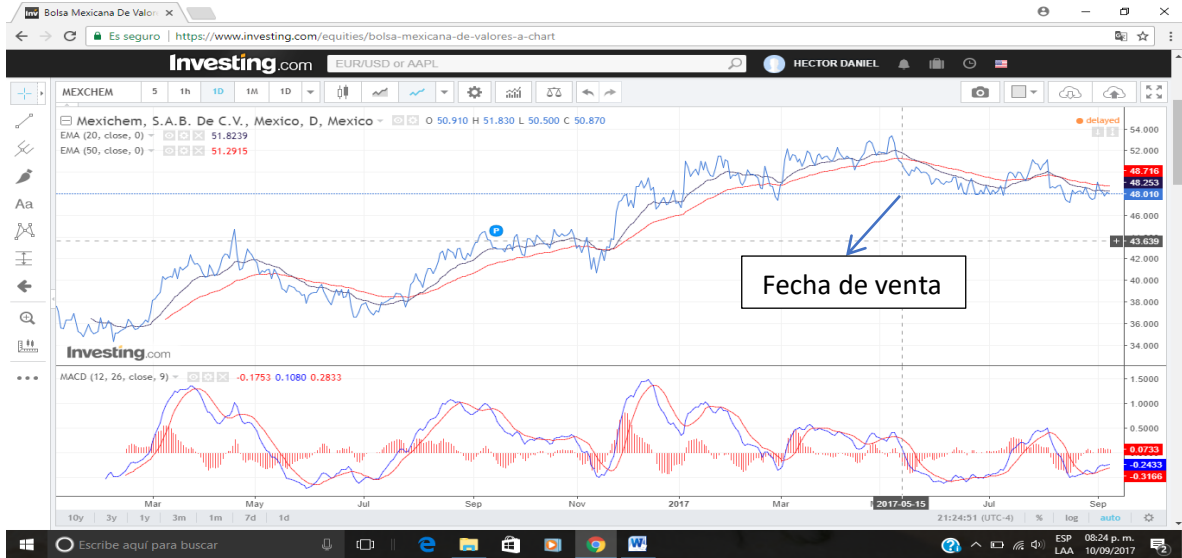 Inv Bolsa Mexicana De Valor
Es seguro | https://www.investing.com/equities/bolsa-mexicana-de-valores-a-chart
Investing.com EUR/USD or AAPL HECTOR DANIEL
MEXCHEM 5 1h 1D 1M 1D
Mexichem, S.A.B. De C.V., Mexico, D, Mexico O 50.910 H 51.830 L 50.500 C 50.870 delayed
EMA (20, close, 0) 51.8239
EMA (50, close, 0) 51.2915
54.000
52.000
48.716
48.253
48.010
46.000
43.639
42.000
40.000
38.000
36.000
34.000
Aa
P
Fecha de venta
Investing.com
MACD (12, 26, close, 9) -0.1753 0.1080 0.2833
1.5000
1.0000
0.5000
0.0733
-0.2433
-0.3166
Mar May Jul Sep Nov 2017 Mar 2017-05-15 Jul Sep
10y 3y 1y 3m 1m 7d 1d 21:24:51 (UTC-4) % log auto
Escribe aquí para buscar
ESP 08:24 p. m.
LAA 10/09/2017